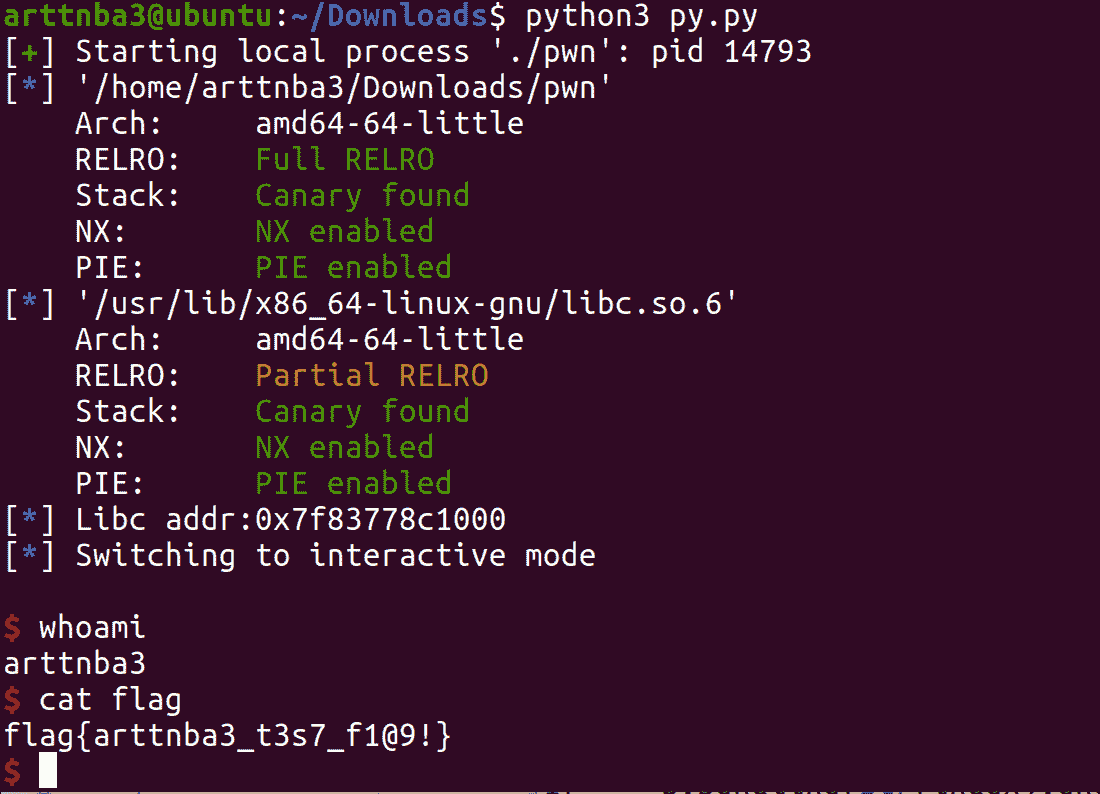 arttnba3@ubuntu:~/Downloads$ python3 py.py
[+] Starting local process './pwn': pid 14793
[*] '/home/arttnba3/Downloads/pwn'
    Arch:     amd64-64-little
    RELRO:    Full RELRO
    Stack:    Canary found
    NX:       NX enabled
    PIE:      PIE enabled
[*] '/usr/lib/x86_64-linux-gnu/libc.so.6'
    Arch:     amd64-64-little
    RELRO:    Partial RELRO
    Stack:    Canary found
    NX:       NX enabled
    PIE:      PIE enabled
[*] Libc addr:0x7f83778c1000
[*] Switching to interactive mode

$ whoami
arttnba3
$ cat flag
flag{arttnba3_t3s7_f1@9!}
$